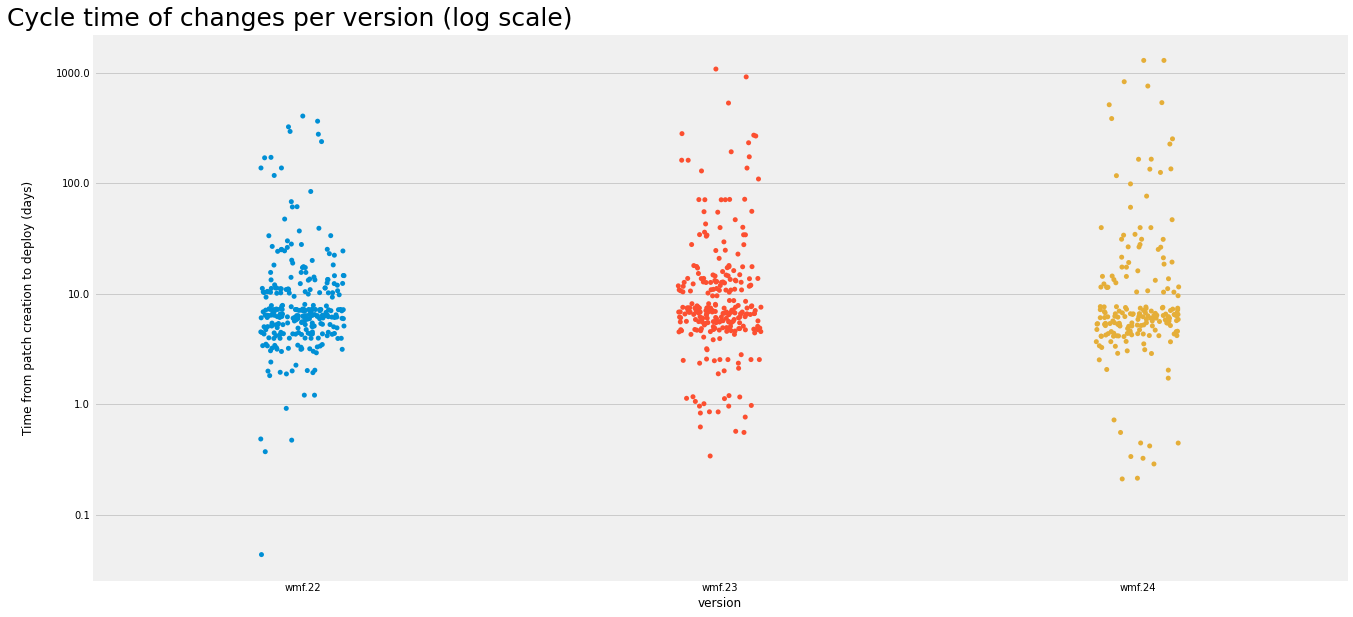 Cycle time of changes per version (log scale)
Time from patch creation to deploy (days)
1000.0
100.0
10.0
1.0
0.1
wmf.22
wmf.23
wmf.24
version